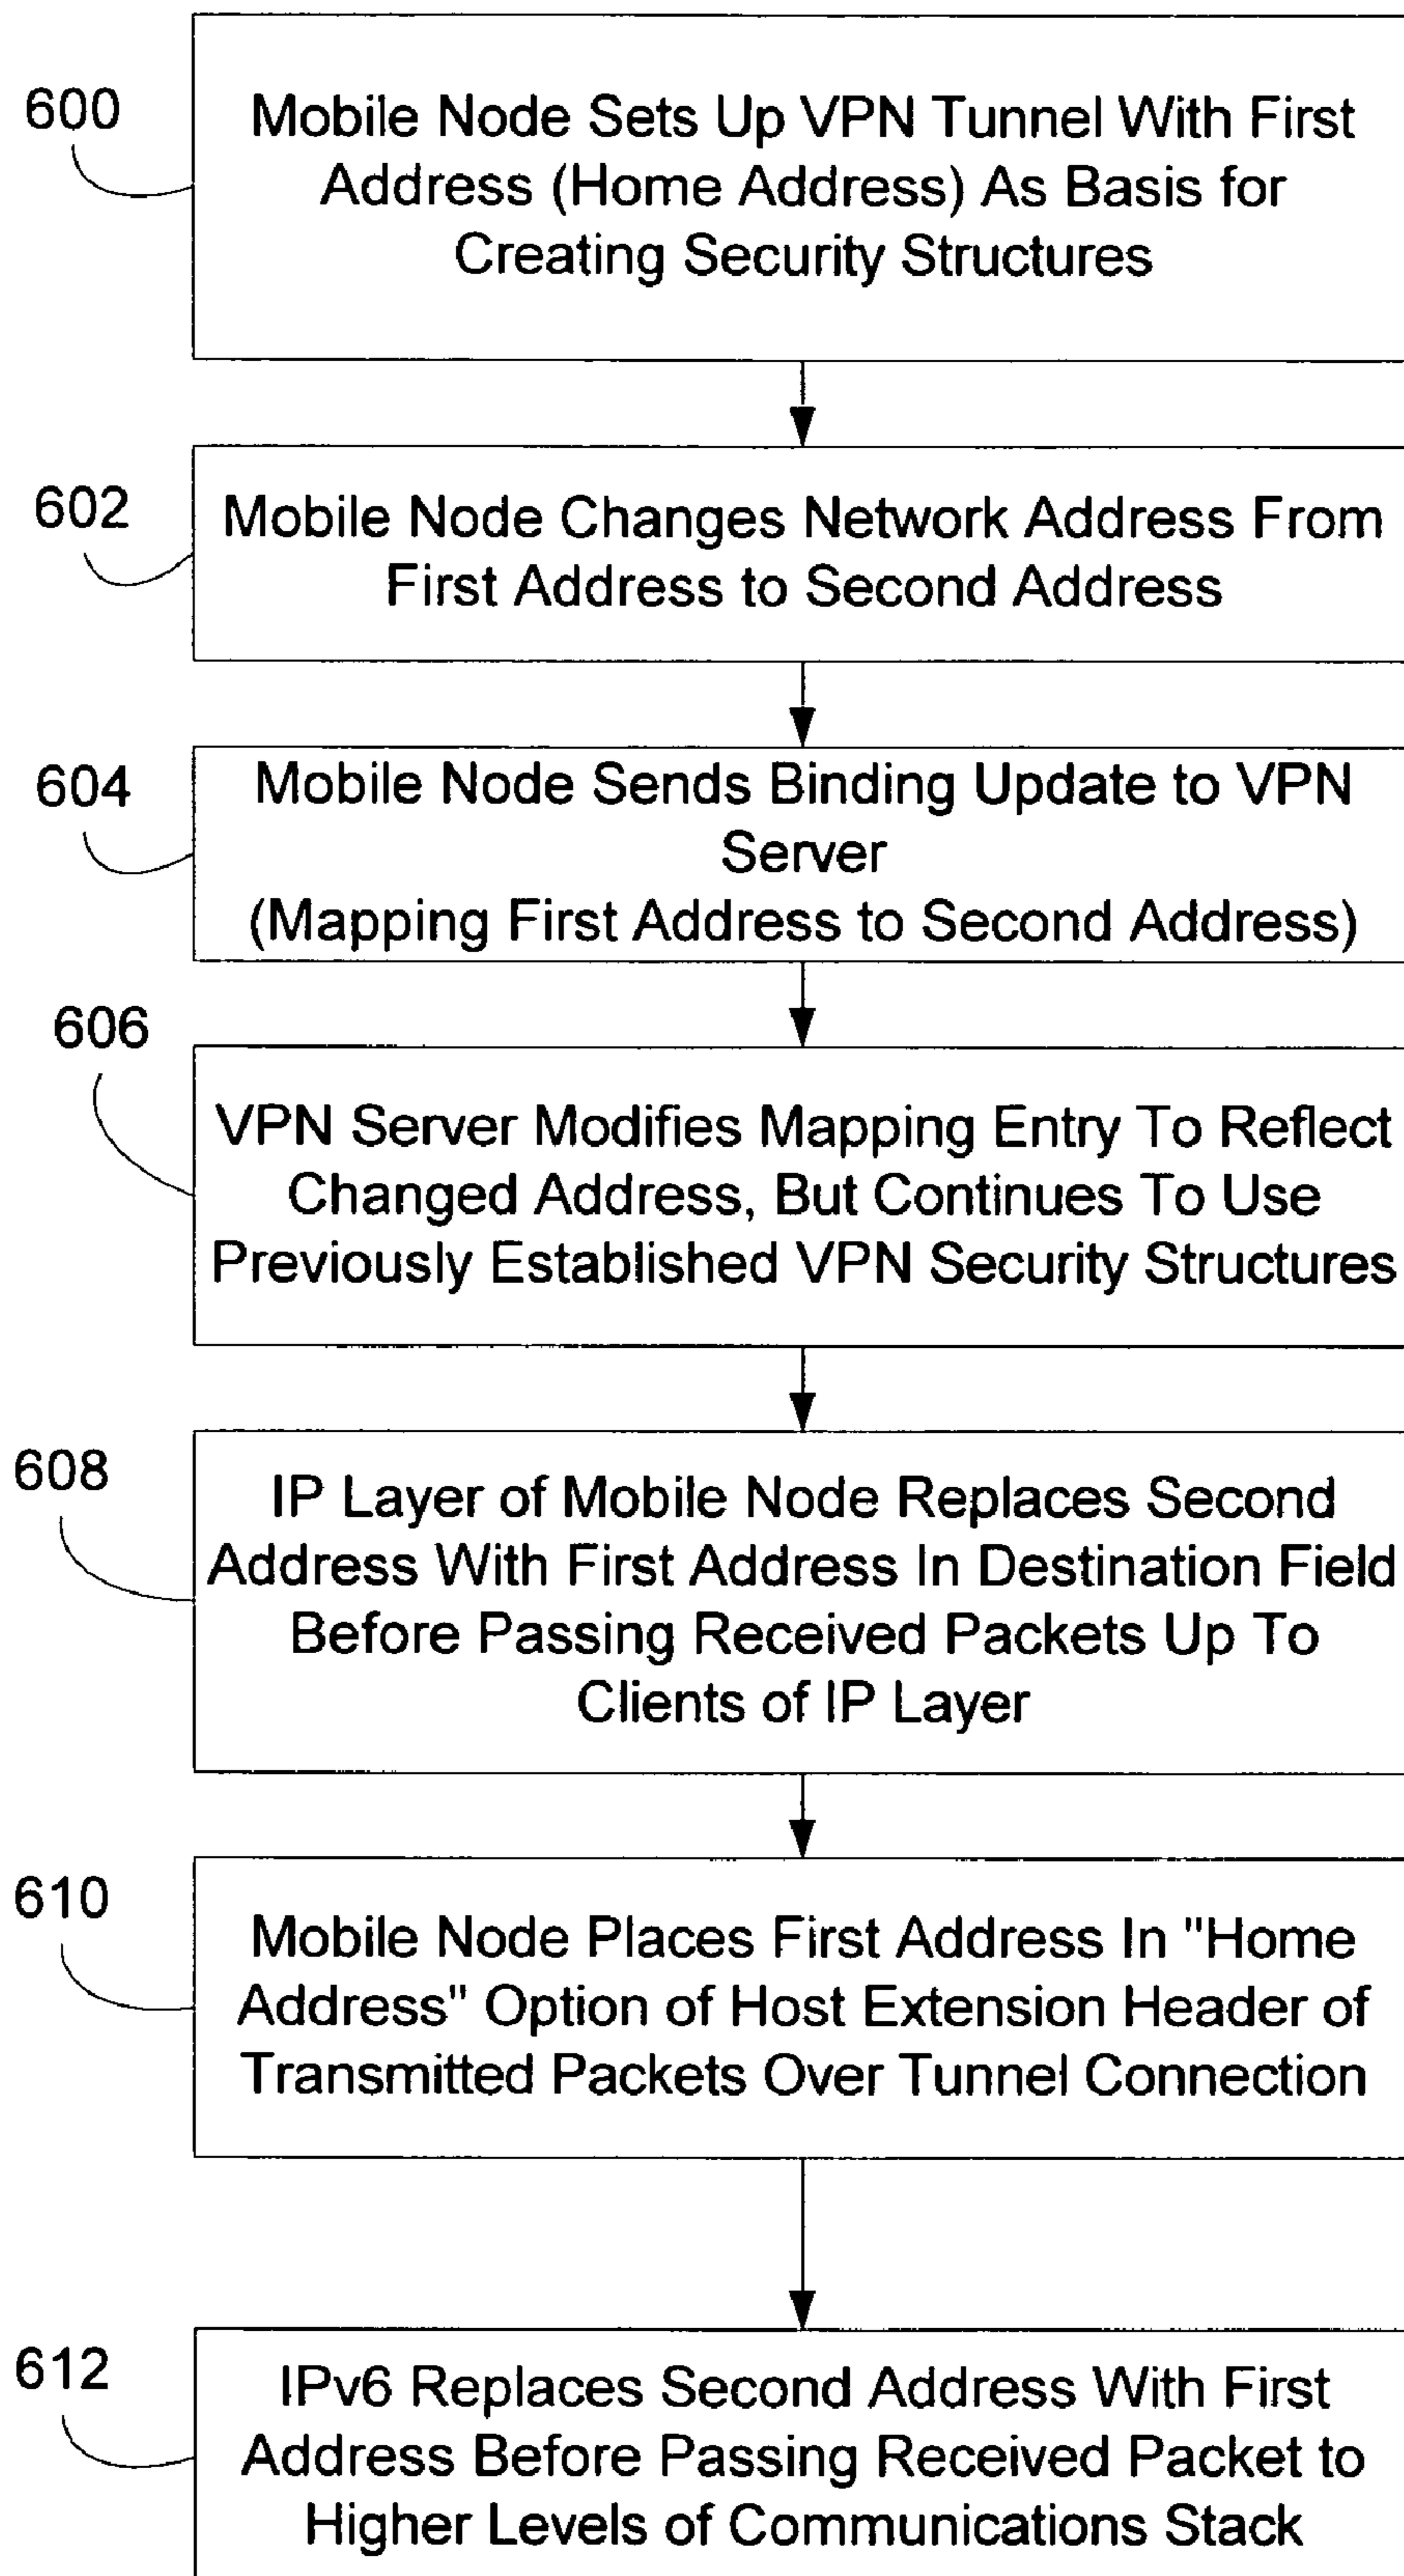 600
Mobile Node Sets Up VPN Tunnel With First
Address (Home Address) As Basis for
Creating Security Structures
602
Mobile Node Changes Network Address From
First Address to Second Address
604
Mobile Node Sends Binding Update to VPN
Server
(Mapping First Address to Second Address)
606
VPN Server Modifies Mapping Entry To Reflect
Changed Address, But Continues To Use
Previously Established VPN Security Structures
608
IP Layer of Mobile Node Replaces Second
Address With First Address In Destination Field
Before Passing Received Packets Up To
Clients of IP Layer
610
Mobile Node Places First Address In "Home
Address" Option of Host Extension Header of
Transmitted Packets Over Tunnel Connection
612
IPv6 Replaces Second Address With First
Address Before Passing Received Packet to
Higher Levels of Communications Stack